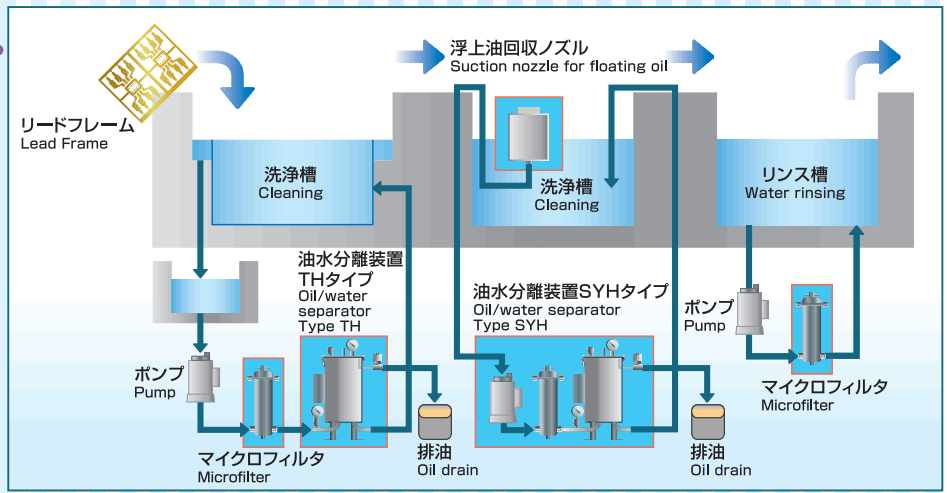 浮上油回収ノズル
Suction nozzle for floating oil
リードフレーム
Lead Frame
洗浄槽
Cleaning
洗浄槽
Cleaning
リンス槽
Water rinsing
油水分離装置
THタイプ
Oil/water
separator
Type TH
油水分離装置SYHタイプ
Oil/water separator
Type SYH
ポンプ
Pump
ポンプ
Pump
マイクロフィルタ
Microfilter
マイクロフィルタ
Microfilter
排油
Oil drain
排油
Oil drain